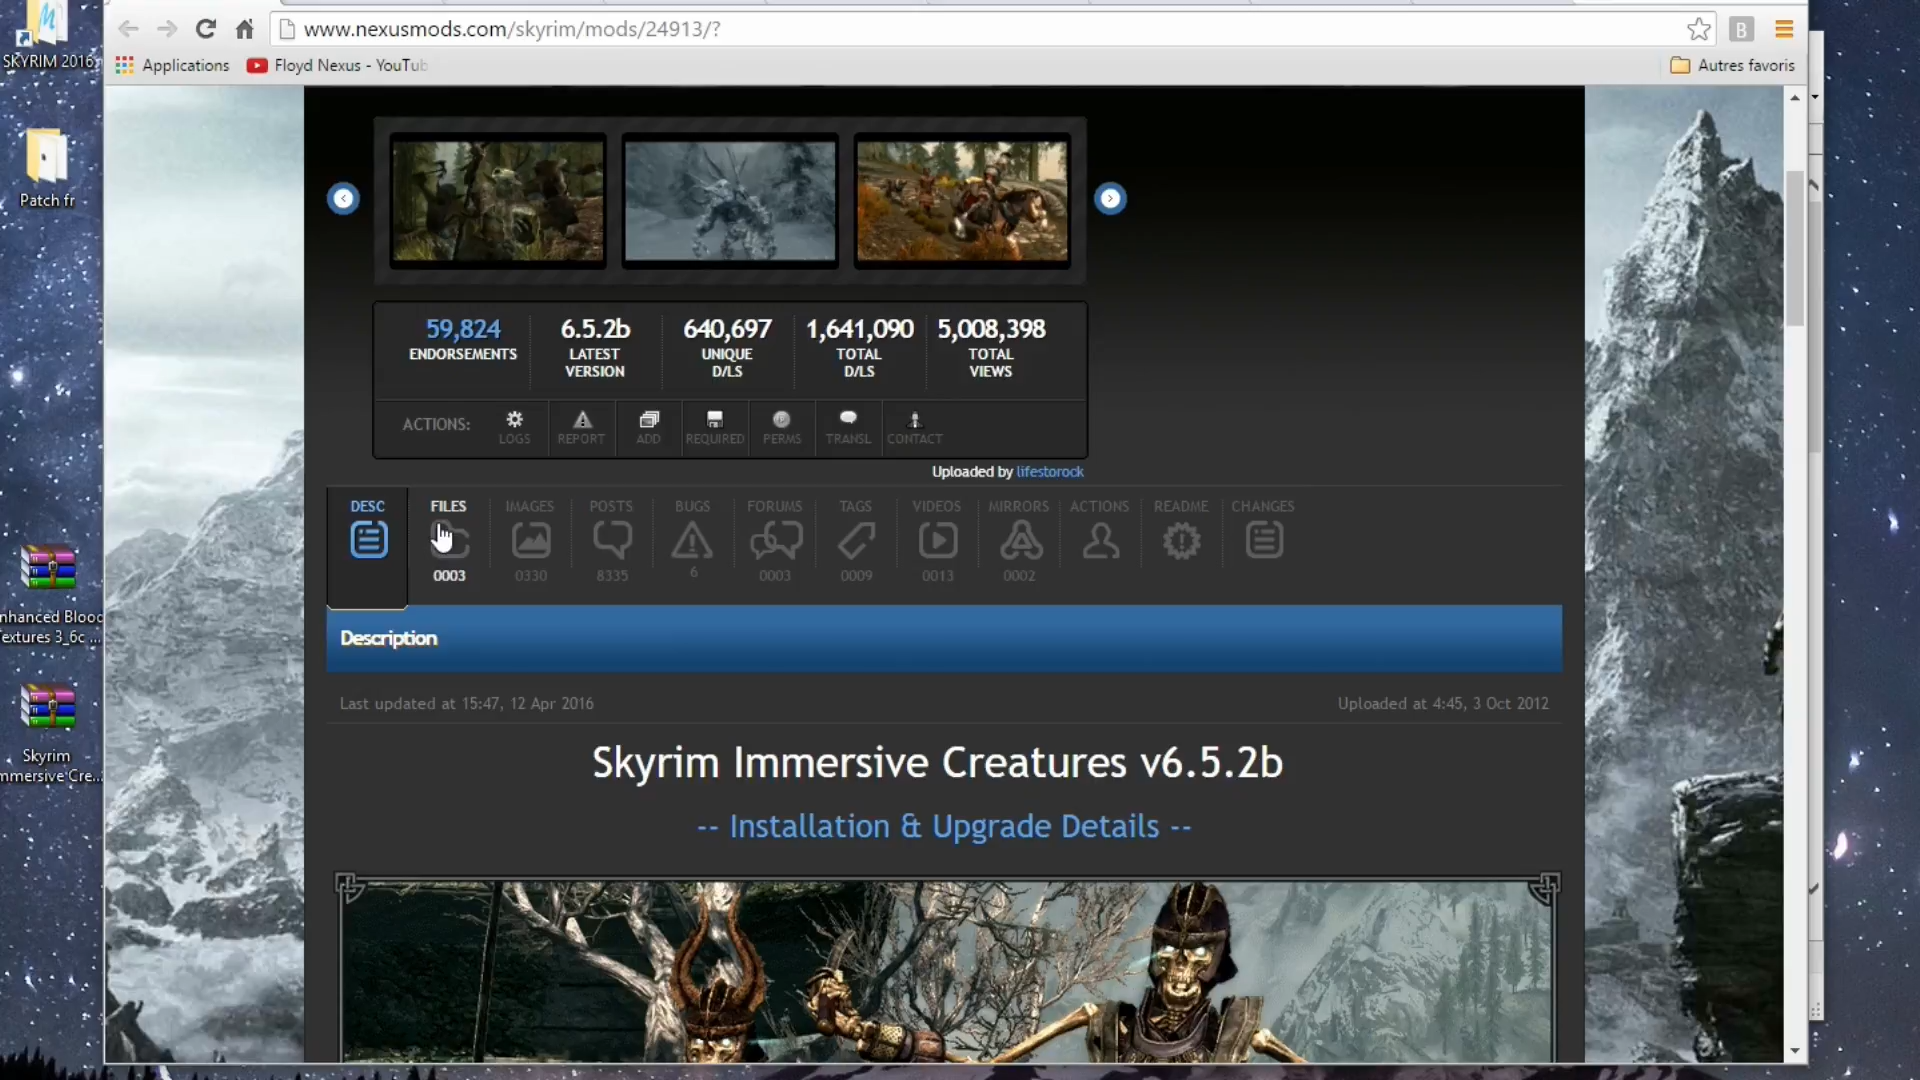 www.nexusmods.com/skyrim/mods/24913/?
B
SKYRIM 2016
Applications
Floyd Nexus - YouTub
Autres favoris
Patch fr
59,824
ENDORSEMENTS
6.5.2b
LATEST
VERSION
640,697
UNIQUE
D/LS
1,641,090
TOTAL
D/LS
5,008,398
TOTAL
VIEWS
ACTIONS:
LOGS
REPORT
ADD
REQUIRED
PERMS
TRANSL
CONTACT
Uploaded by lifestorock
DESC
FILES
0003
IMAGES
0330
POSTS
8335
BUGS
6
FORUMS
0003
TAGS
0009
VIDEOS
0013
MIRRORS
0002
ACTIONS
README
CHANGES
nhanced Blood
extures 3_6c ...
Description
Last updated at 15:47, 12 Apr 2016
Uploaded at 4:45, 3 Oct 2012
Skyrim
mmersive Cre...
Skyrim Immersive Creatures v6.5.2b
-- Installation & Upgrade Details --